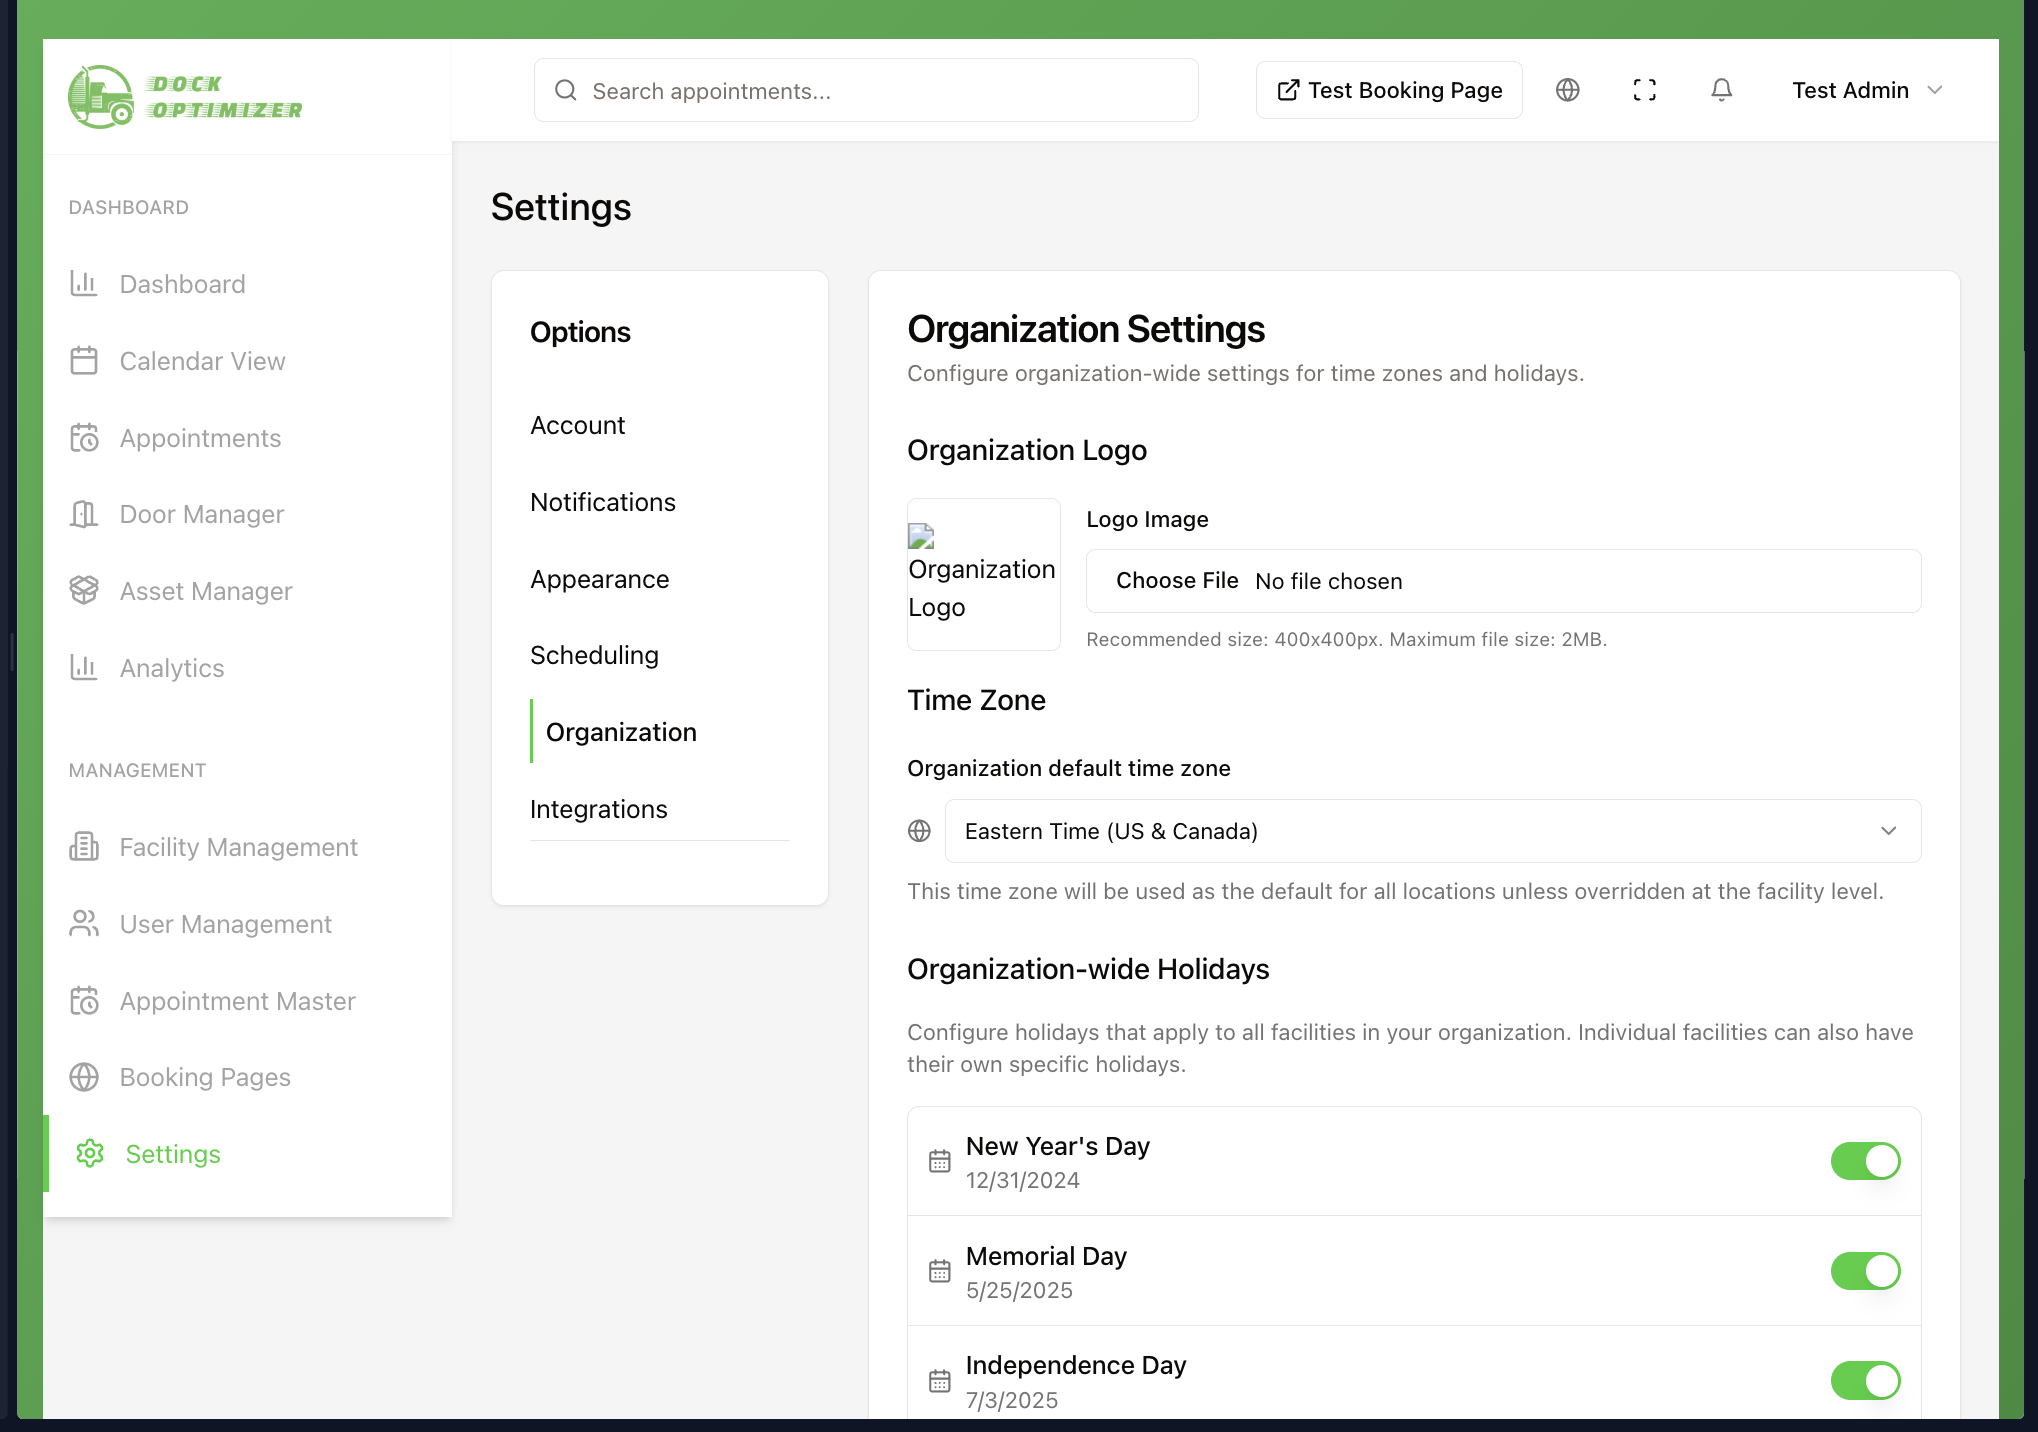 DOCK
OPTIMIZER
Search appointments...
Test Booking Page
Test Admin
DASHBOARD
Dashboard
Calendar View
Appointments
Door Manager
Asset Manager
Analytics
MANAGEMENT
Facility Management
User Management
Appointment Master
Booking Pages
Settings
Settings
Options
Account
Notifications
Appearance
Scheduling
Organization
Integrations
Organization Settings
Configure organization-wide settings for time zones and holidays.
Organization Logo
Organization
Logo
Logo Image
Choose File No file chosen
Recommended size: 400x400px. Maximum file size: 2MB.
Time Zone
Organization default time zone
Eastern Time (US & Canada)
This time zone will be used as the default for all locations unless overridden at the facility level.
Organization-wide Holidays
Configure holidays that apply to all facilities in your organization. Individual facilities can also have
their own specific holidays.
New Year's Day
12/31/2024
Memorial Day
5/25/2025
Independence Day
7/3/2025